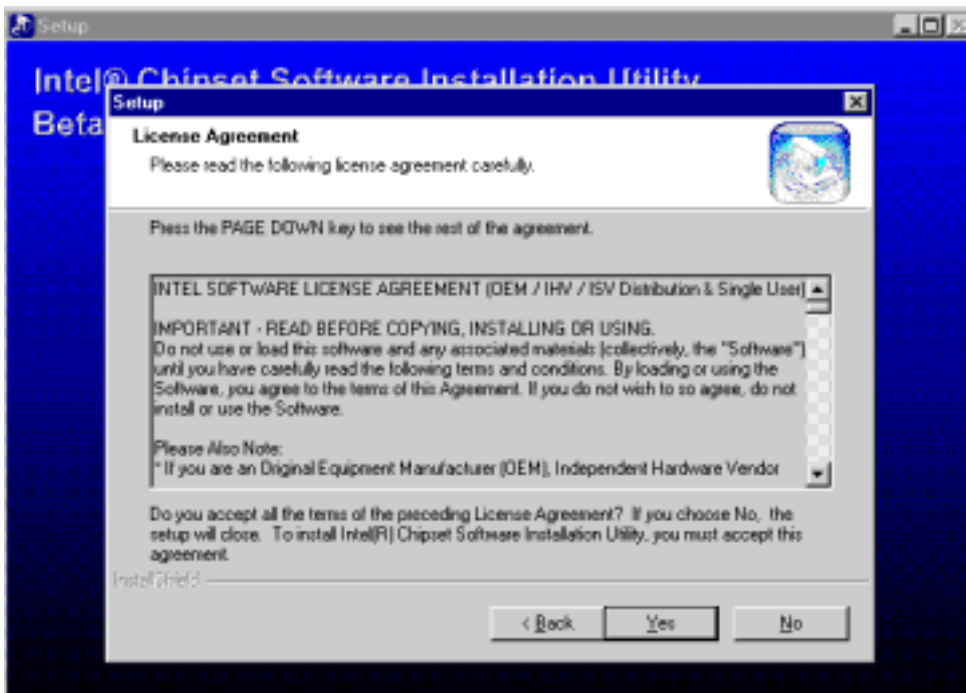 Setup
Intel® Chipset Software Installation Utility
Beta
Setup
License Agreement
Please read the following license agreement carefully.
Press the PAGE DOWN key to see the rest of the agreement.
INTEL SOFTWARE LICENSE AGREEMENT (OEM / IHV / ISV Distribution & Single User)
IMPORTANT - READ BEFORE COPYING, INSTALLING OR USING.
Do not use or load this software and any associated materials (collectively, the "Software")
until you have carefully read the following terms and conditions. By loading or using the
Software, you agree to the terms of this Agreement. If you do not wish to so agree, do not
install or use the Software.
Please Also Note:
* If you are an Original Equipment Manufacturer (OEM), Independent Hardware Vendor
Do you accept all the terms of the preceding License Agreement? If you choose No, the
setup will close. To install Intel(R) Chipset Software Installation Utility, you must accept this
agreement.
InstallShield
< Back
Yes
No